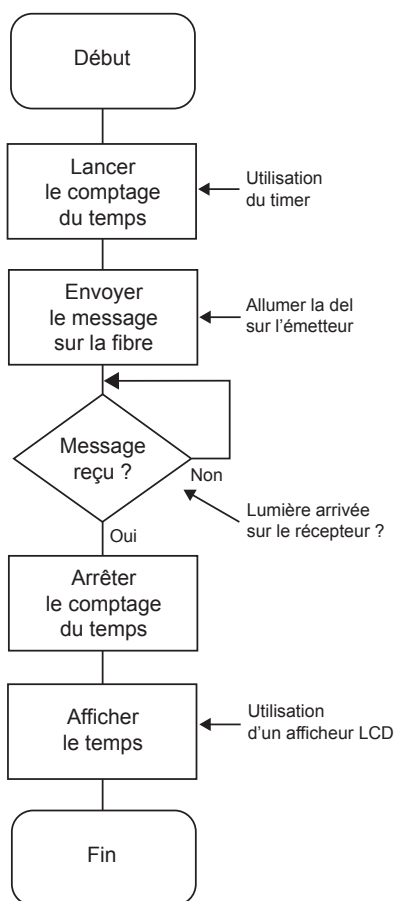 Début
Lancer
le comptage
du temps
Utilisation
du timer
Envoyer
le message
sur la fibre
Allumer la del
sur l'émetteur
Message
reçu ?
Non
Lumière arrivée
sur le récepteur ?
Oui
Arrêter
le comptage
du temps
Afficher
le temps
Utilisation
d'un afficheur LCD
Fin